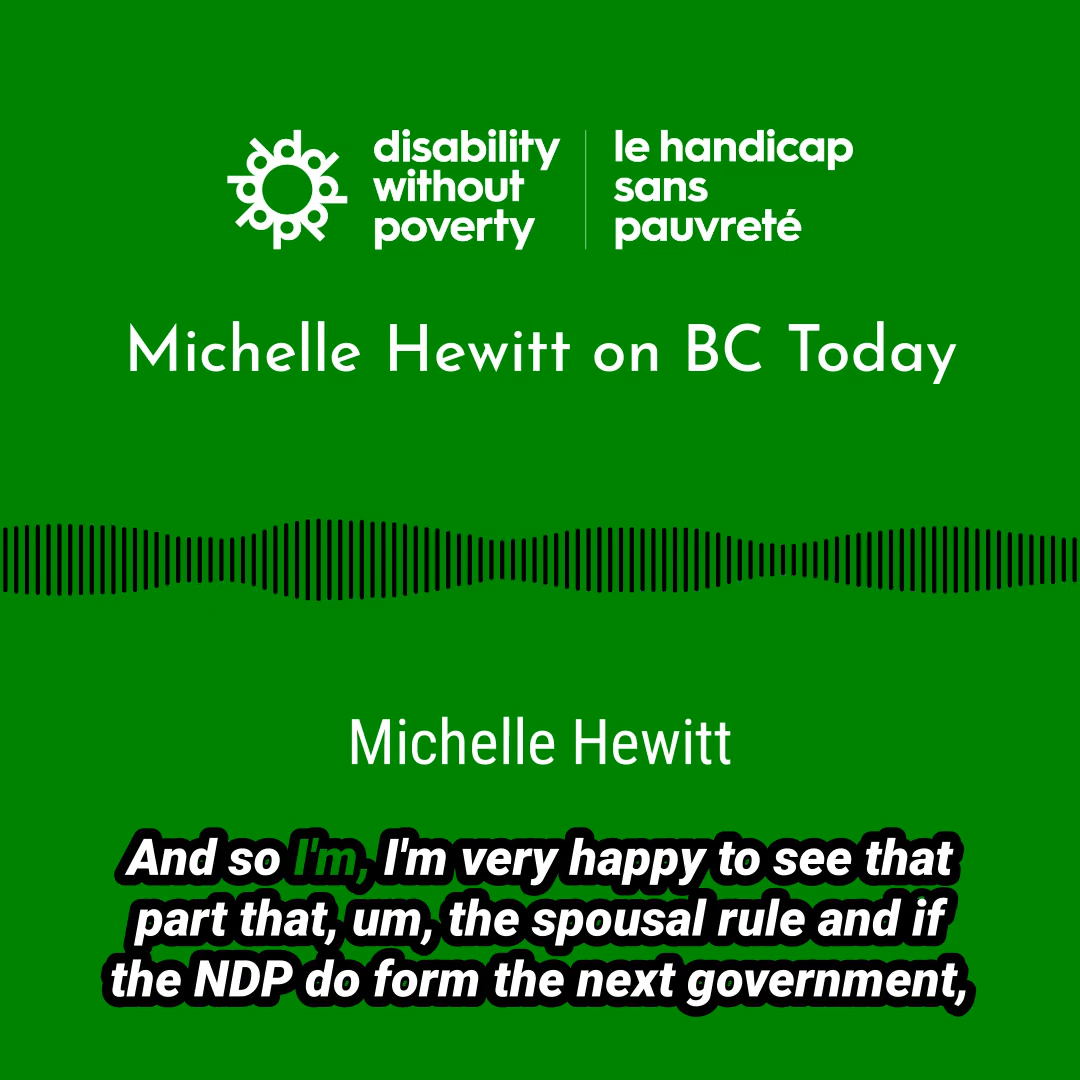 disability
without
poverty
le handicap
sans
pauvreté
Michelle Hewitt on BC Today
Michelle Hewitt
And so I'm, I'm very happy to see that
part that, um, the spousal rule and if
the NDP do form the next government,